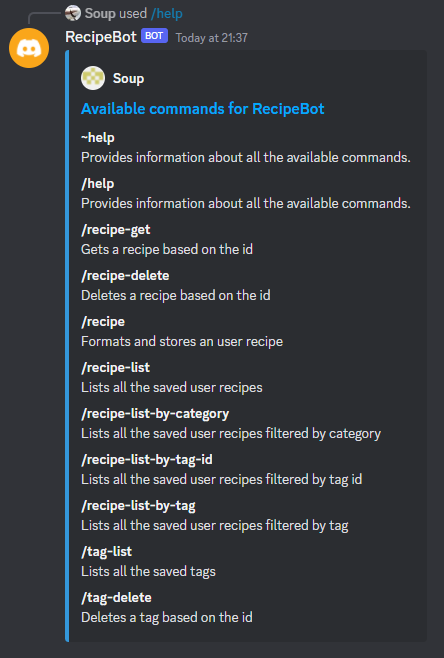 Soup used /help
RecipeBot BOT Today at 21:37
Soup
Available commands for RecipeBot
~help
Provides information about all the available commands.
/help
Provides information about all the available commands.
/recipe-get
Gets a recipe based on the id
/recipe-delete
Deletes a recipe based on the id
/recipe
Formats and stores an user recipe
/recipe-list
Lists all the saved user recipes
/recipe-list-by-category
Lists all the saved user recipes filtered by category
/recipe-list-by-tag-id
Lists all the saved user recipes filtered by tag id
/recipe-list-by-tag
Lists all the saved user recipes filtered by tag
/tag-list
Lists all the saved tags
/tag-delete
Deletes a tag based on the id